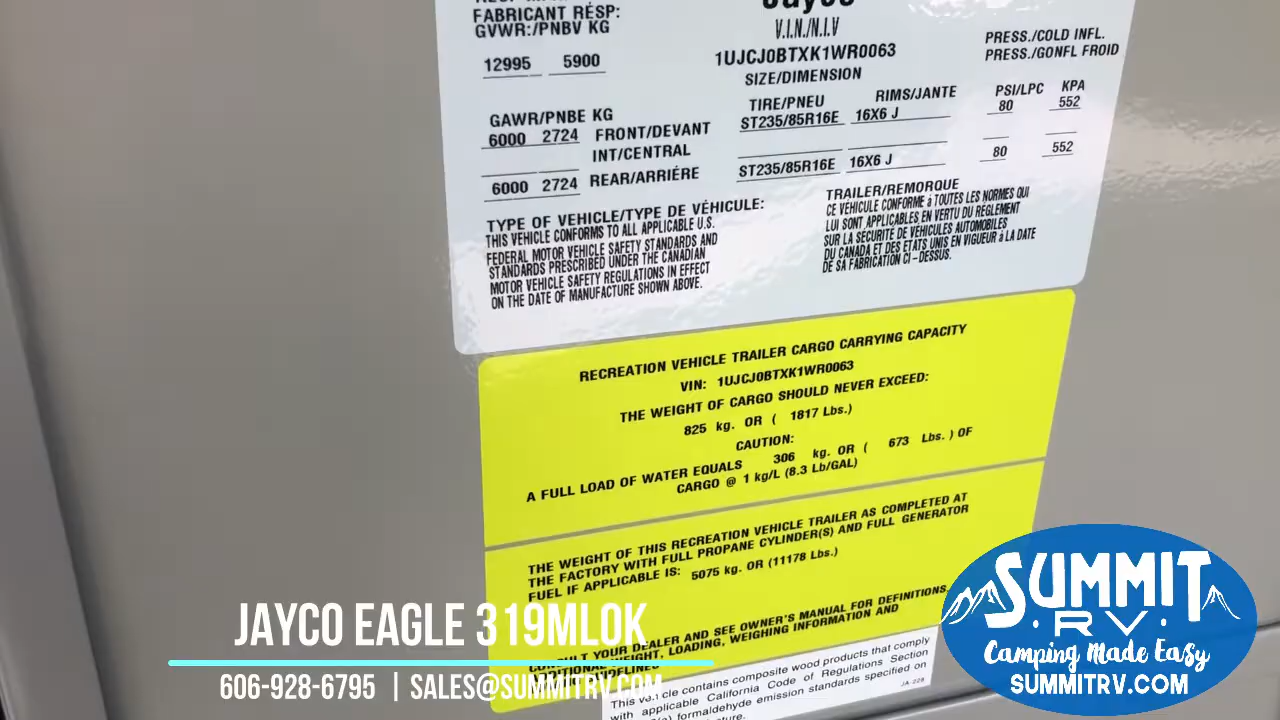 FABRICANT RÉSP:
GVWR:/PNBV KG
12995 5900
Jayco
V.I.N./N.I.V
1UJCJ0BTXK1WR0063
SIZE/DIMENSION
PRESS./COLD INFL.
PRESS./GONFL FROID
GAWR/PNBE KG
TIRE/PNEU RIMS/JANTE PSI/LPC KPA
6000 2724 FRONT/DEVANT ST235/85R16E 16X6 J 80 552
INT/CENTRAL
6000 2724 REAR/ARRIÉRE ST235/85R16E 16X6 J 80 552
TYPE OF VEHICLE/TYPE DE VÉHICULE:
THIS VEHICLE CONFORMS TO ALL APPLICABLE U.S.
FEDERAL MOTOR VEHICLE SAFETY STANDARDS AND
STANDARDS PRESCRIBED UNDER THE CANADIAN
MOTOR VEHICLE SAFETY REGULATIONS IN EFFECT
ON THE DATE OF MANUFACTURE SHOWN ABOVE.
TRAILER/REMORQUE
CE VÉHICULE CONFORME á TOUTES LES NORMES QUI
LUI SONT APPLICABLES EN VERTU DU RÉGLEMENT
SUR LA SÉCURITÉ DE VÉHICULES AUTOMOBILES
DU CANADA ET DES ETATS UNIS EN VIGUEUR á LA DATE
DE SA FABRICATION CI-DESSUS.
RECREATION VEHICLE TRAILER CARGO CARRYING CAPACITY
VIN: 1UJCJ0BTXK1WR0063
THE WEIGHT OF CARGO SHOULD NEVER EXCEED:
825 kg. OR ( 1817 Lbs.)
CAUTION:
A FULL LOAD OF WATER EQUALS 306 kg. OR ( 673 Lbs. ) OF
CARGO @ 1 kg/L (8.3 Lb/GAL)
THE WEIGHT OF THIS RECREATION VEHICLE TRAILER AS COMPLETED AT
THE FACTORY WITH FULL PROPANE CYLINDER(S) AND FULL GENERATOR
FUEL IF APPLICABLE IS: 5075 kg. OR (11178 Lbs.)
CONSULT YOUR DEALER AND SEE OWNER'S MANUAL FOR DEFINITIONS,
WEIGHT, LOADING, WEIGHING INFORMATION AND
This vehicle contains composite wood products that comply
with applicable California Code of Regulations Section
formaldehyde emission standards specified on
JA-228
JAYCO EAGLE 319MLOK
606-928-6795 | SALES@SUMMITRV.COM
SUMMIT
R.V.
Camping Made Easy
SUMMITRV.COM